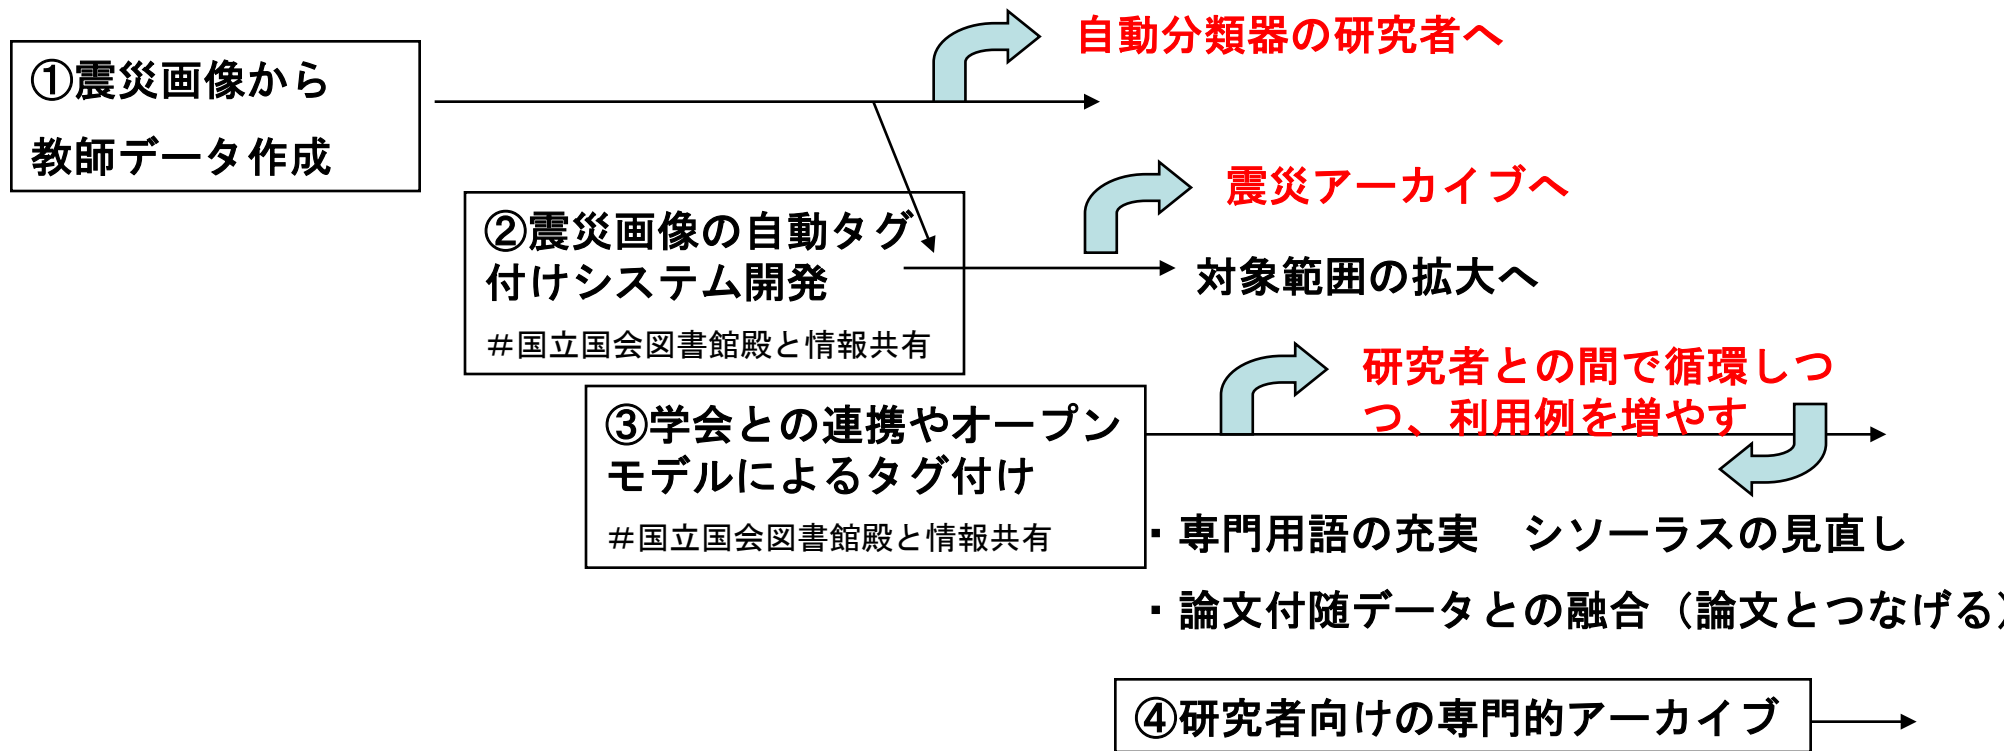 自動分類器の研究者へ
①震災画像から
教師データ作成
震災アーカイブへ
②震災画像の自動タグ
付けシステム開発
＃国立国会図書館殿と情報共有
対象範囲の拡大へ
研究者との間で循環しつ
つ、利用例を増やす
③学会との連携やオープン
モデルによるタグ付け
＃国立国会図書館殿と情報共有
・専門用語の充実　シソーラスの見直し
・論文付随データとの融合（論文とつなげる）
④研究者向けの専門的アーカイブ